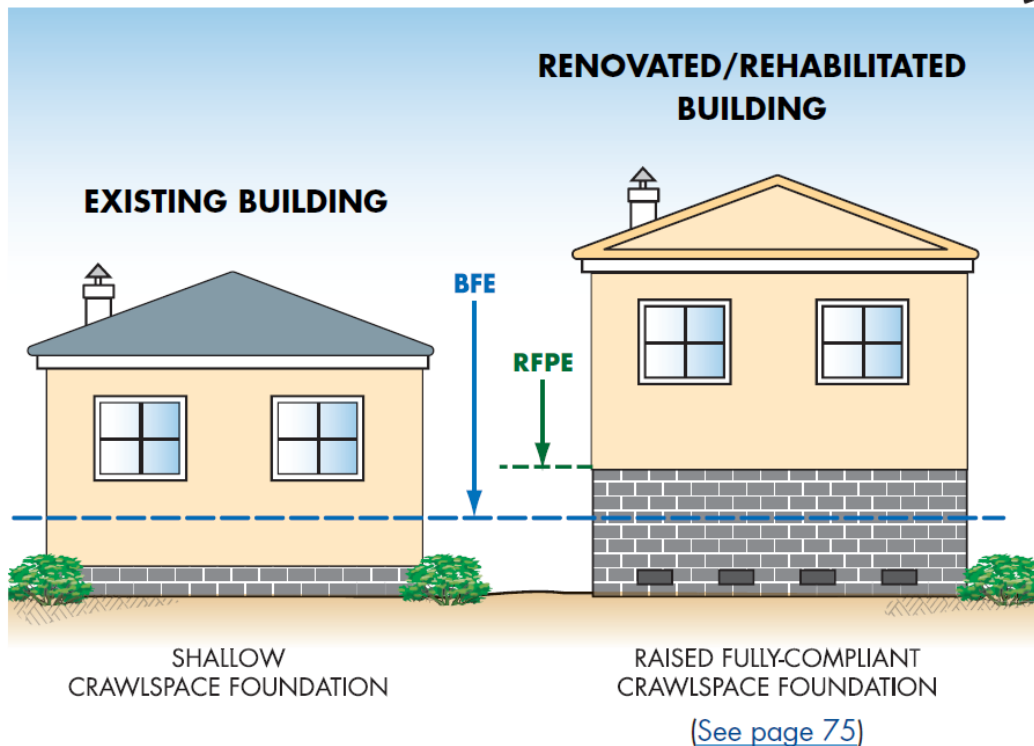 RENOVATED/REHABILITATED
BUILDING
EXISTING BUILDING
BFE
RFPE
SHALLOW
CRAWLSPACE FOUNDATION
RAISED FULLY-COMPLIANT
CRAWLSPACE FOUNDATION
(See page 75)